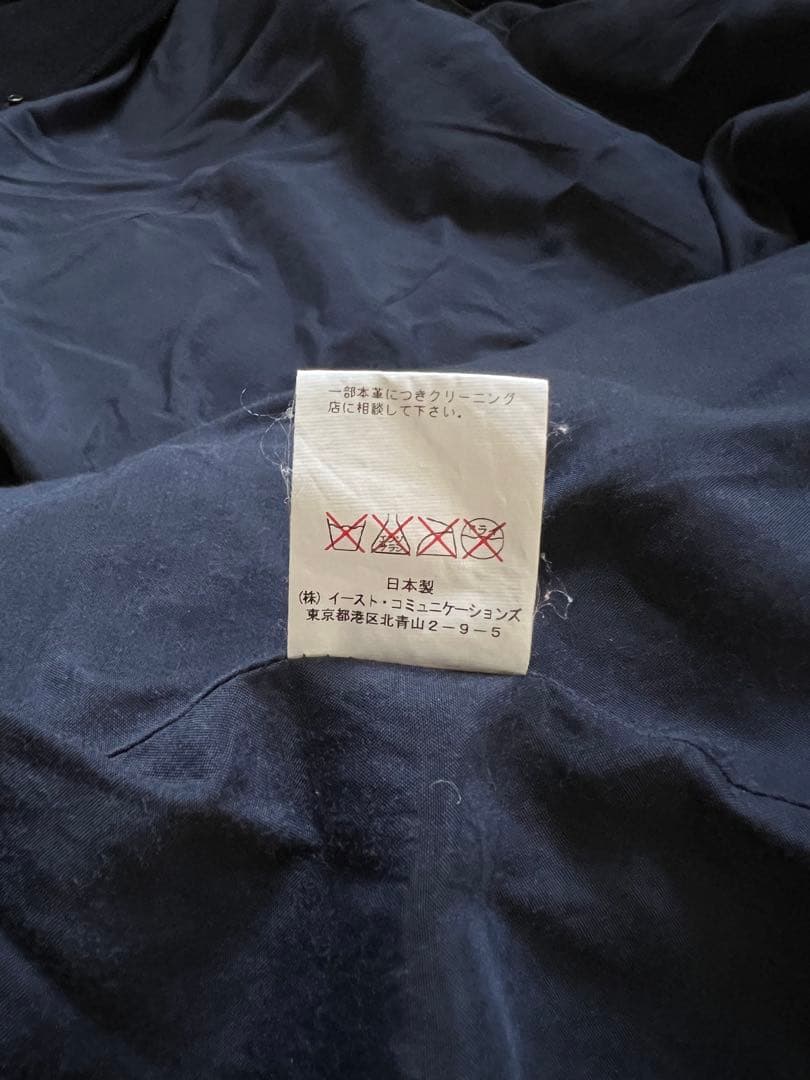 一部本革につきクリーニング
店に相談して下さい。
エンソ
サラシ
ドライ
日本製
(株) イースト・コミュニケーションズ
東京都港区北青山2-9-5